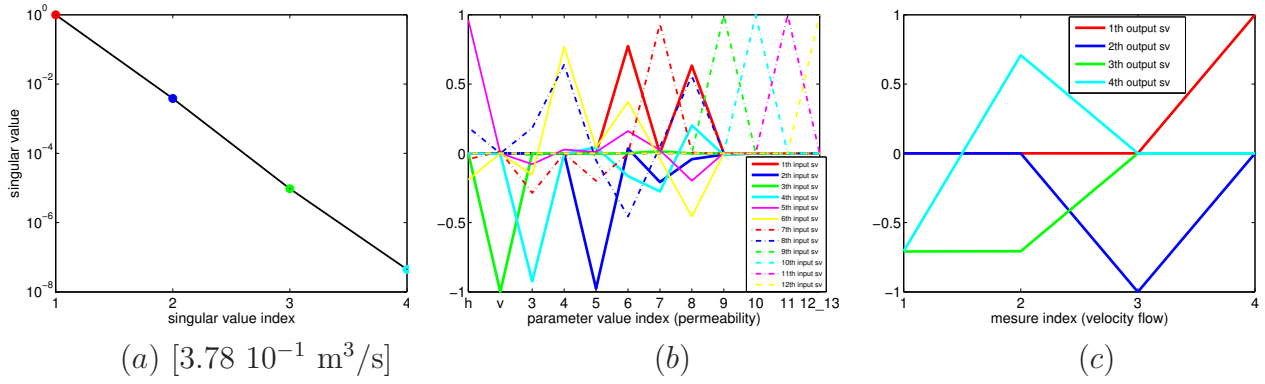 singular value
10^0
10^−2
10^−4
10^−6
10^−8
1 2 3 4
singular value index
(a) [3.78 10^−1 m^3/s]
1
0.5
0
−0.5
−1
h v 3 4 5 6 7 8 9 10 11 12_13
parameter value index (permeability)
1th input sv
2th input sv
3th input sv
4th input sv
5th input sv
6th input sv
7th input sv
8th input sv
9th input sv
10th input sv
11th input sv
12th input sv
(b)
1
0.5
0
−0.5
−1
1 2 3 4
mesure index (velocity flow)
1th output sv
2th output sv
3th output sv
4th output sv
(c)